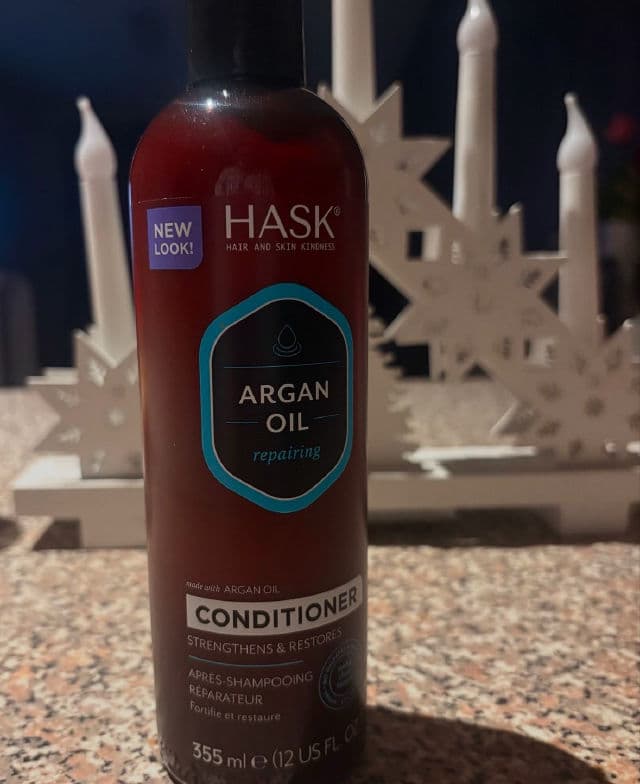 NEW
LOOK!
HASK®
HAIR AND SKIN KINDNESS
ARGAN
OIL
repairing
made with ARGAN OIL
CONDITIONER
STRENGTHENS & RESTORES
APRÈS-SHAMPOOING
RÉPARATEUR
Fortifie et restaure
355 ml ℮ (12 US FL. OZ